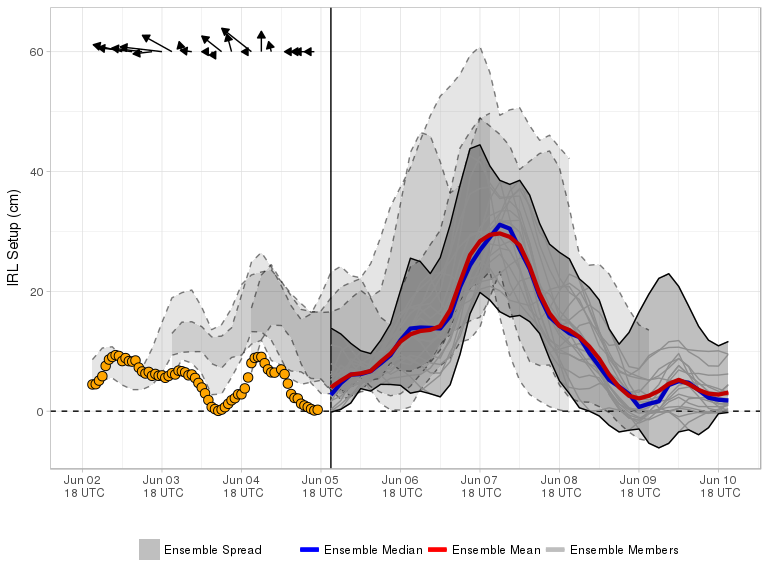 60
40
20
0
IRL Setup (cm)
Jun 02 Jun 03 Jun 04 Jun 05 Jun 06 Jun 07 Jun 08 Jun 09 Jun 10
18 UTC 18 UTC 18 UTC 18 UTC 18 UTC 18 UTC 18 UTC 18 UTC 18 UTC
Ensemble Spread Ensemble Median Ensemble Mean Ensemble Members